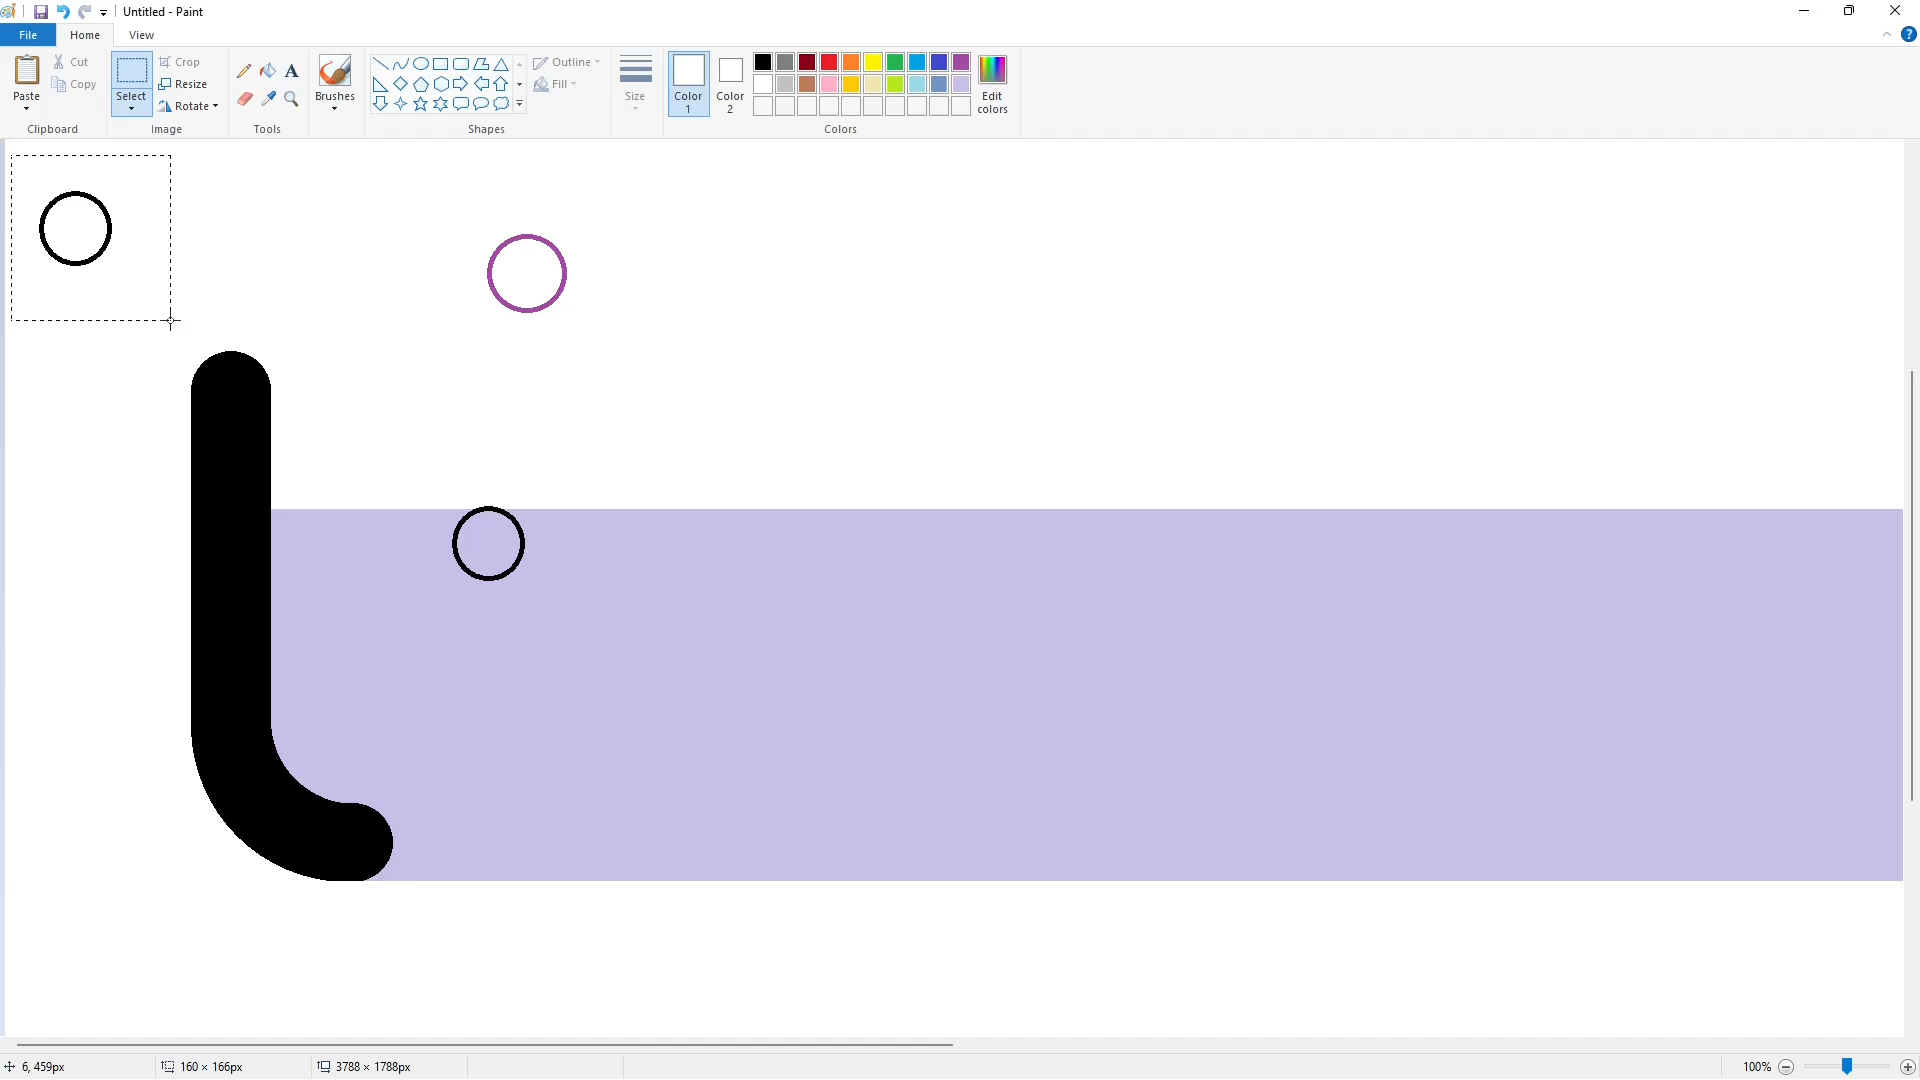 Untitled - Paint
File Home View
Paste
Cut
Copy
Clipboard
Select
Crop
Resize
Rotate
Image
A
Tools
Brushes
Outline
Fill
Shapes
Size
Color 1
Color 2
Edit colors
Colors
?
6, 459px 160 × 166px 3788 × 1788px 100%